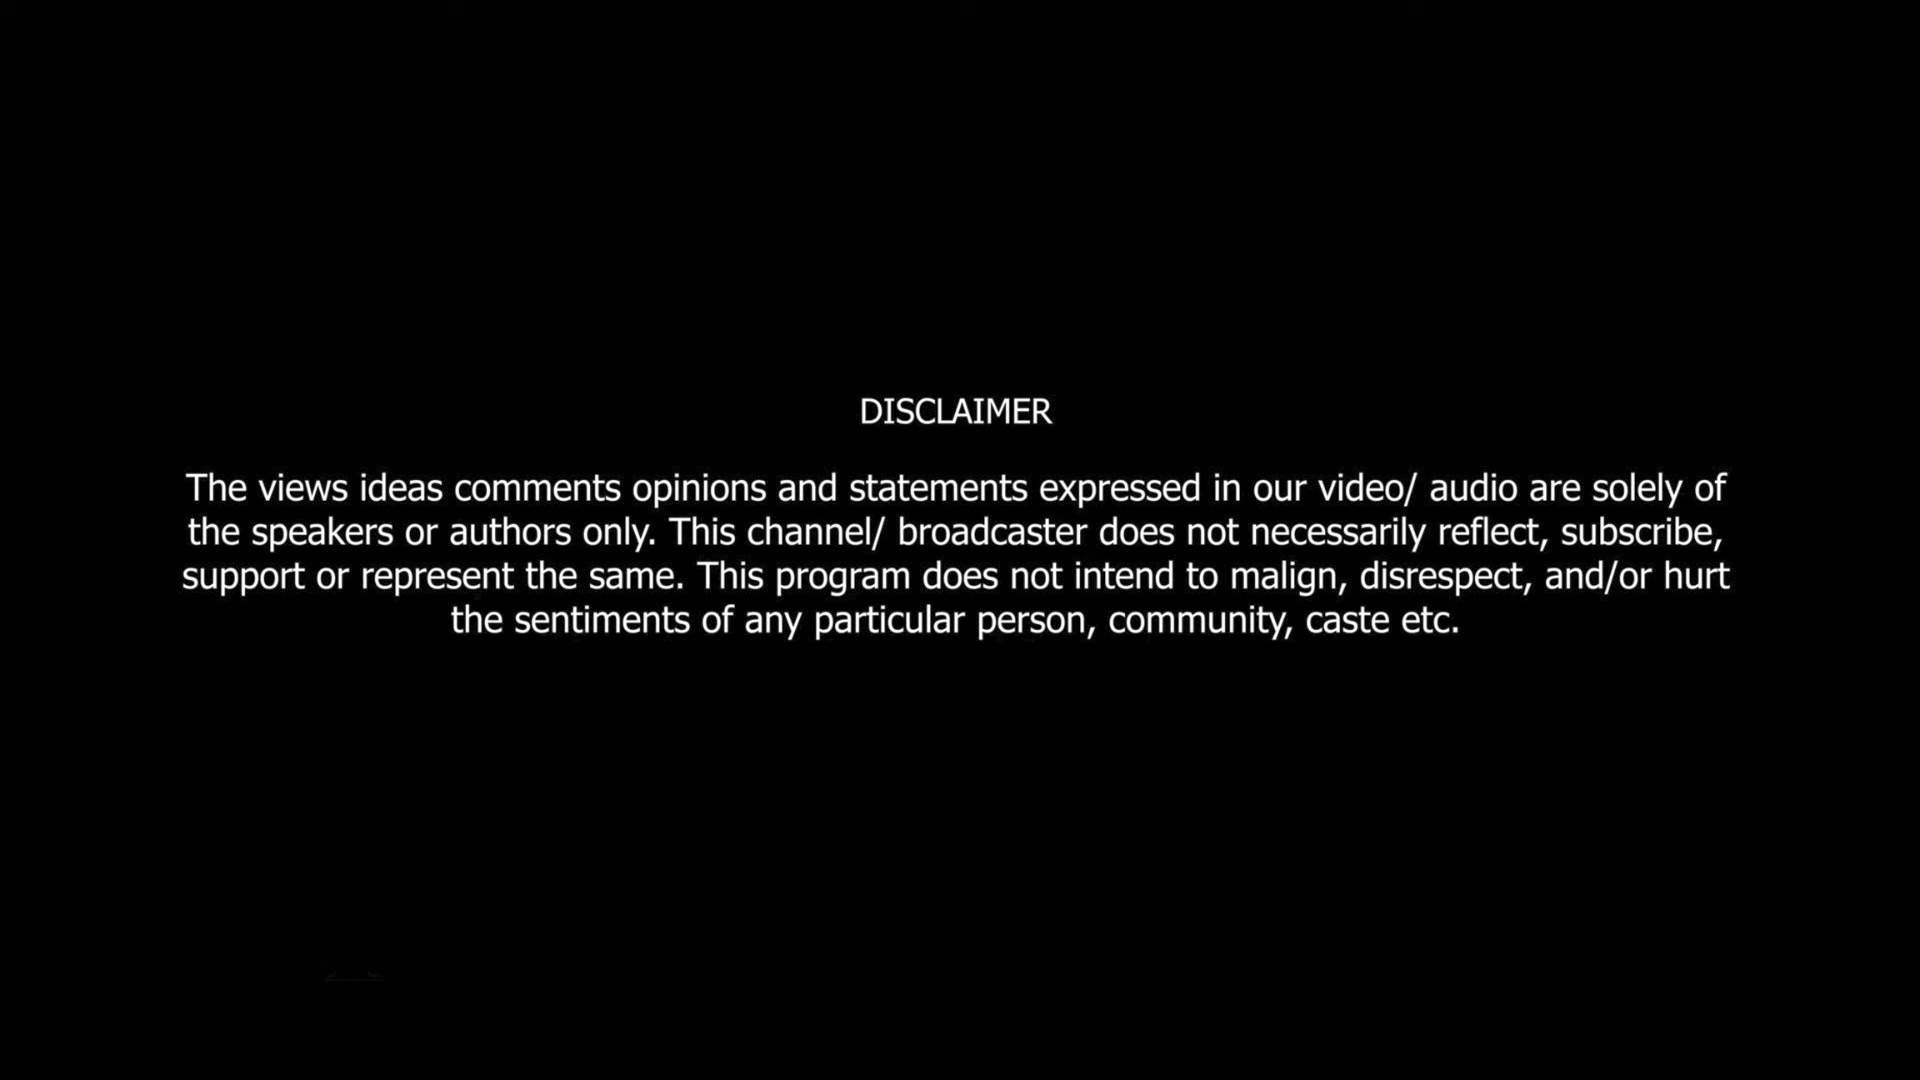 DISCLAIMER
The views ideas comments opinions and statements expressed in our video/ audio are solely of
the speakers or authors only. This channel/ broadcaster does not necessarily reflect, subscribe,
support or represent the same. This program does not intend to malign, disrespect, and/or hurt
the sentiments of any particular person, community, caste etc.